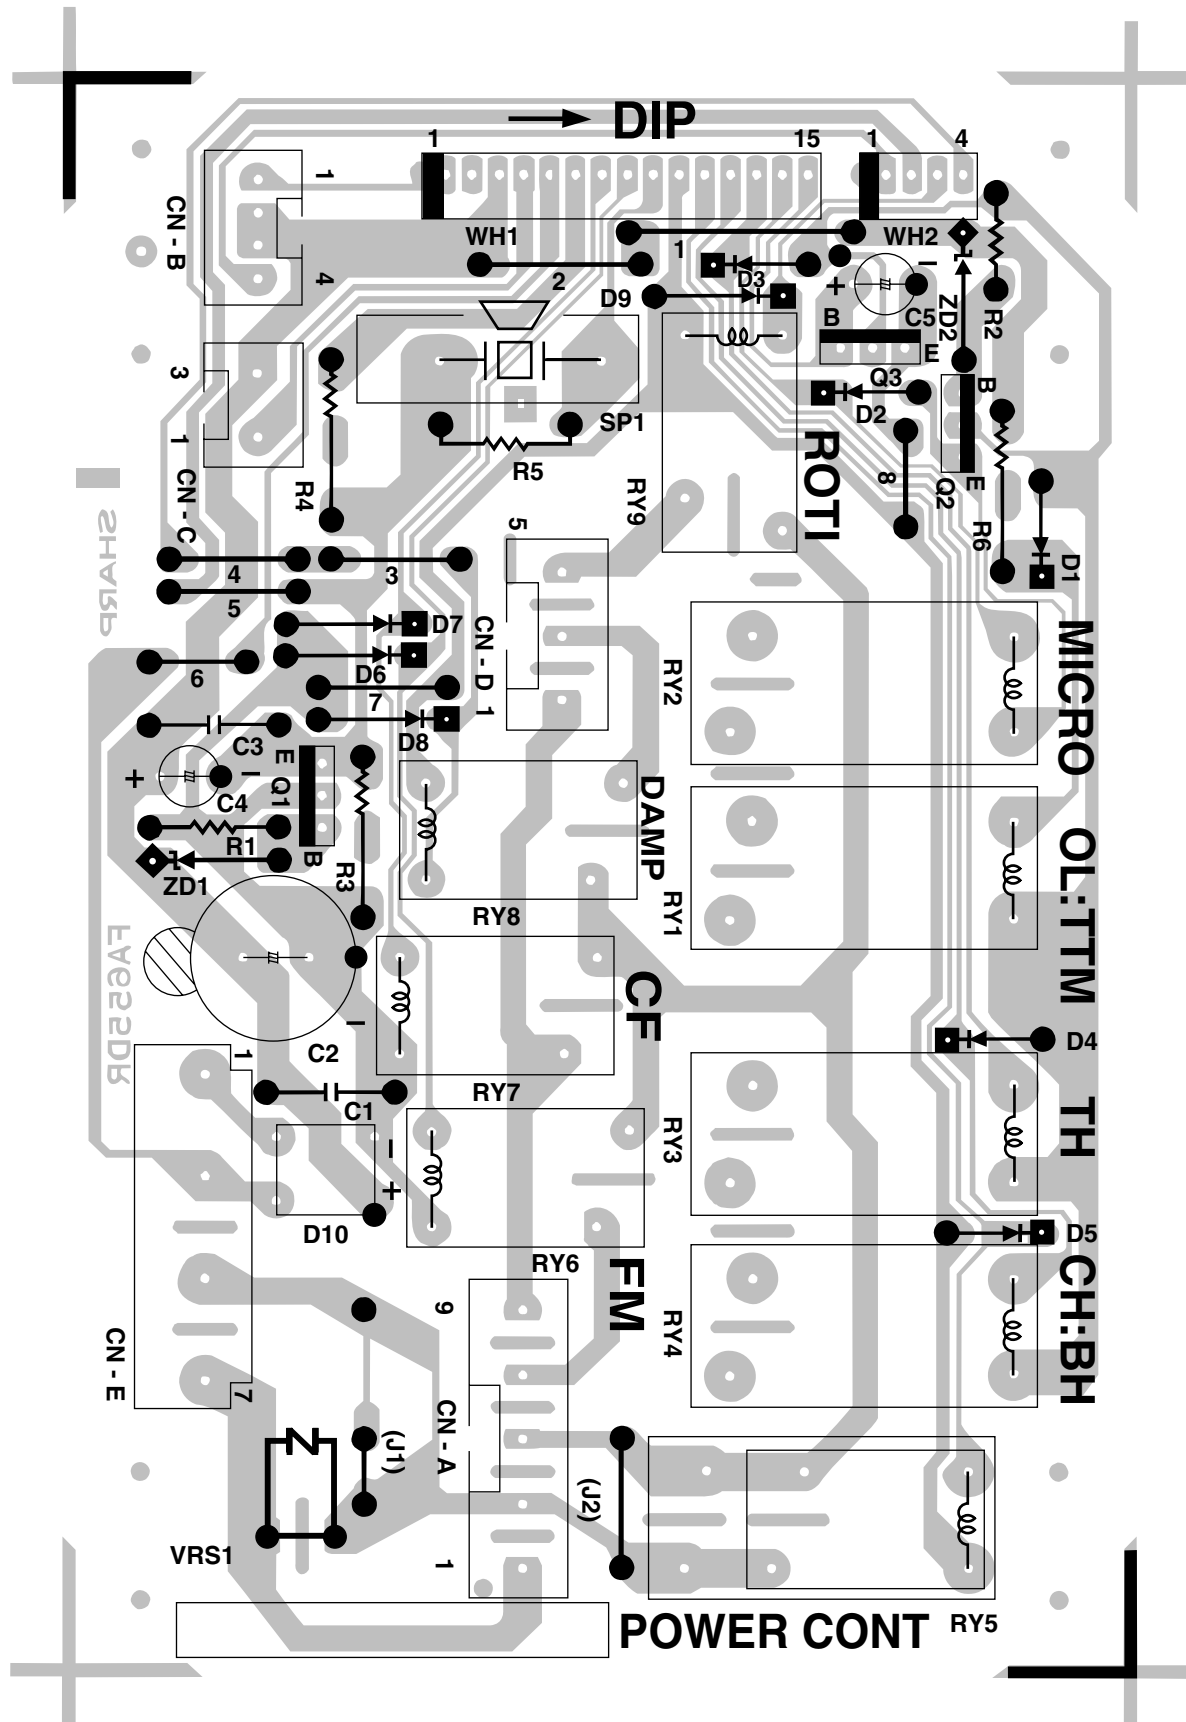 DIP
1
15
1
4
1
4
CN - B
WH1
1
WH2
2
D3
D9
+
–
C5
ZD2
R2
B
E
Q3
3
1
CN - C
R4
SP1
R5
D2
B
E
Q2
8
ROTI
RY9
R6
D1
SHARP
5
4
3
5
CN - D
1
D7
D6
6
7
D8
RY2
MICRO
C3
+
–
C4
E
Q1
B
R1
ZD1
R3
DAMP
RY8
RY1
OL:TTM
FA655DR
–
C2
CF
RY7
D4
C1
1
–
+
D10
RY3
TH
RY6
FM
D5
RY4
CH:BH
CN - E
7
9
CN - A
1
(J1)
(J2)
VRS1
POWER CONT
RY5